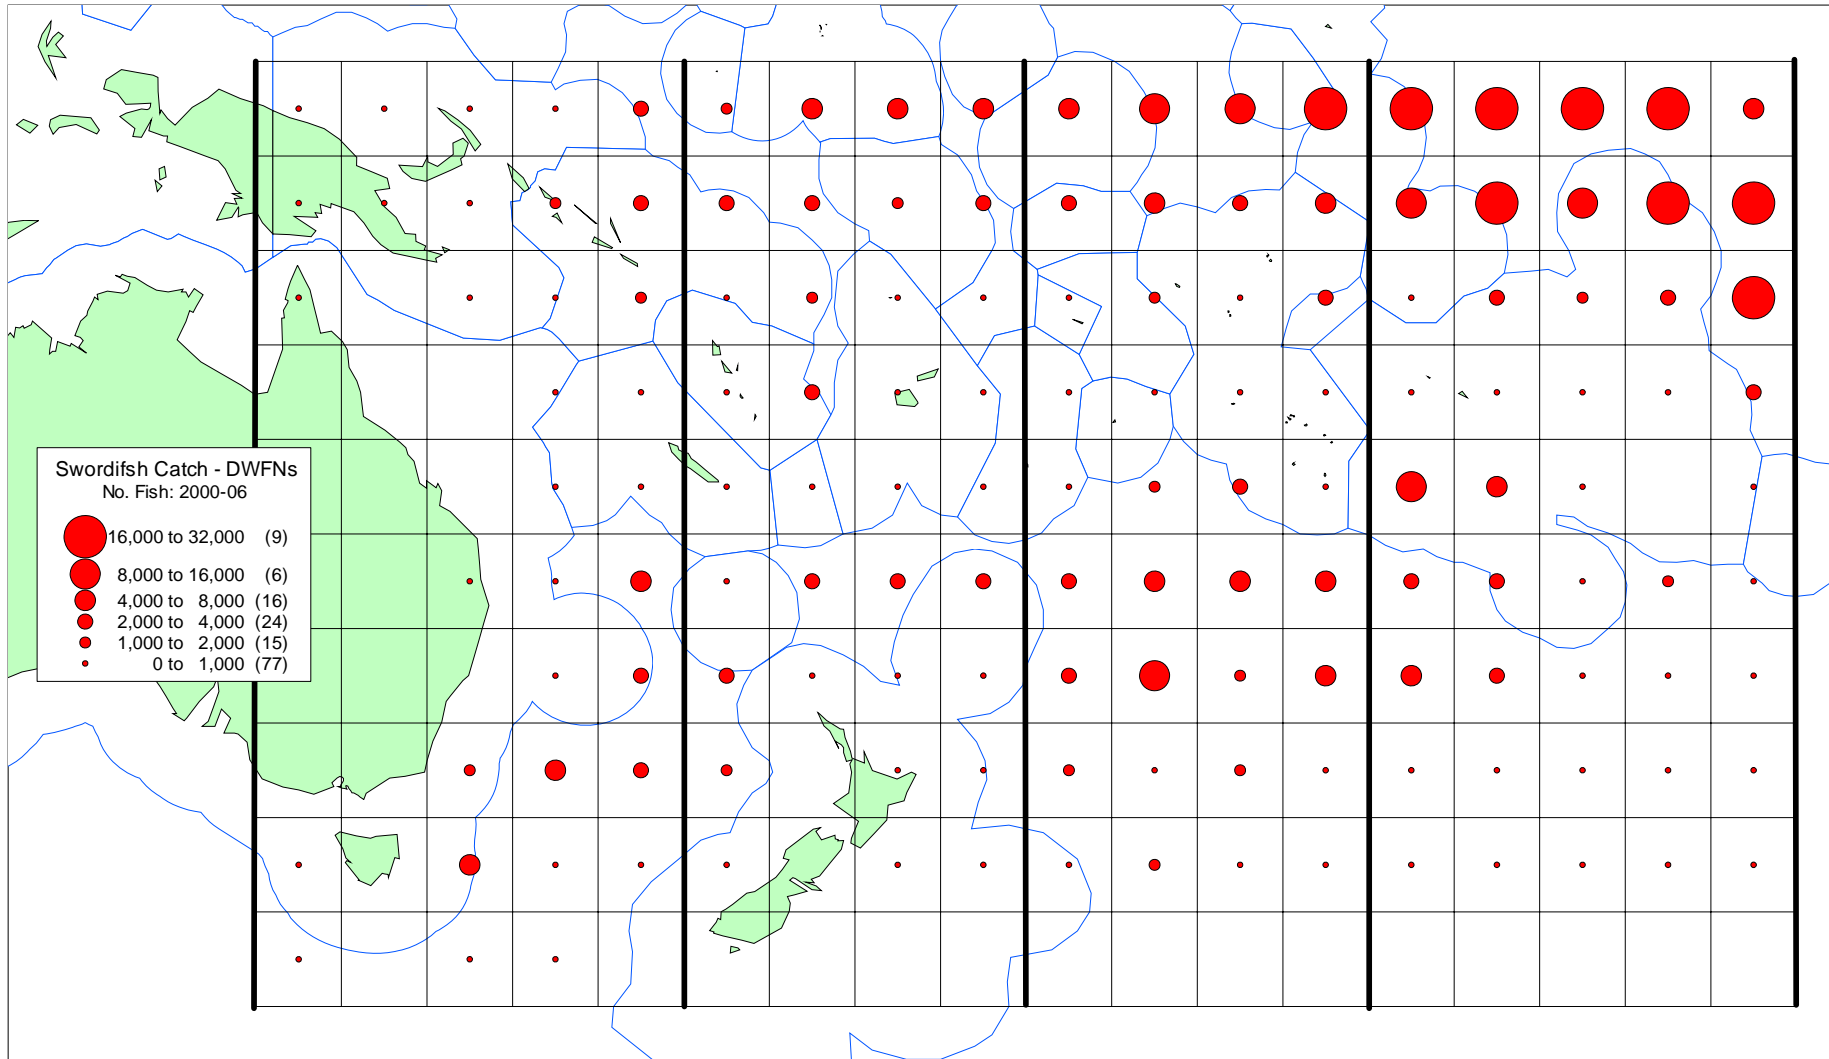 Swordifsh Catch - DWFNs
No. Fish: 2000-06
16,000 to 32,000 (9)
8,000 to 16,000 (6)
4,000 to 8,000 (16)
2,000 to 4,000 (24)
1,000 to 2,000 (15)
0 to 1,000 (77)